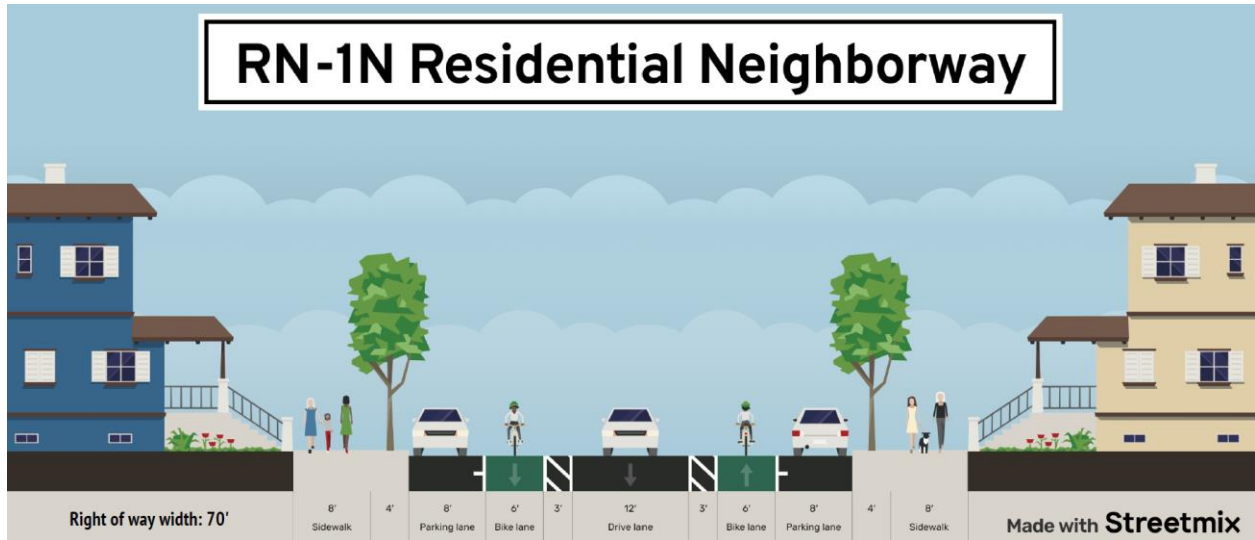 RN-1N Residential Neighborway
Right of way width: 70'
8'
Sidewalk
4'
8'
Parking lane
6'
Bike lane
3'
12'
Drive lane
3'
6'
Bike lane
8'
Parking lane
4'
8'
Sidewalk
Made with Streetmix